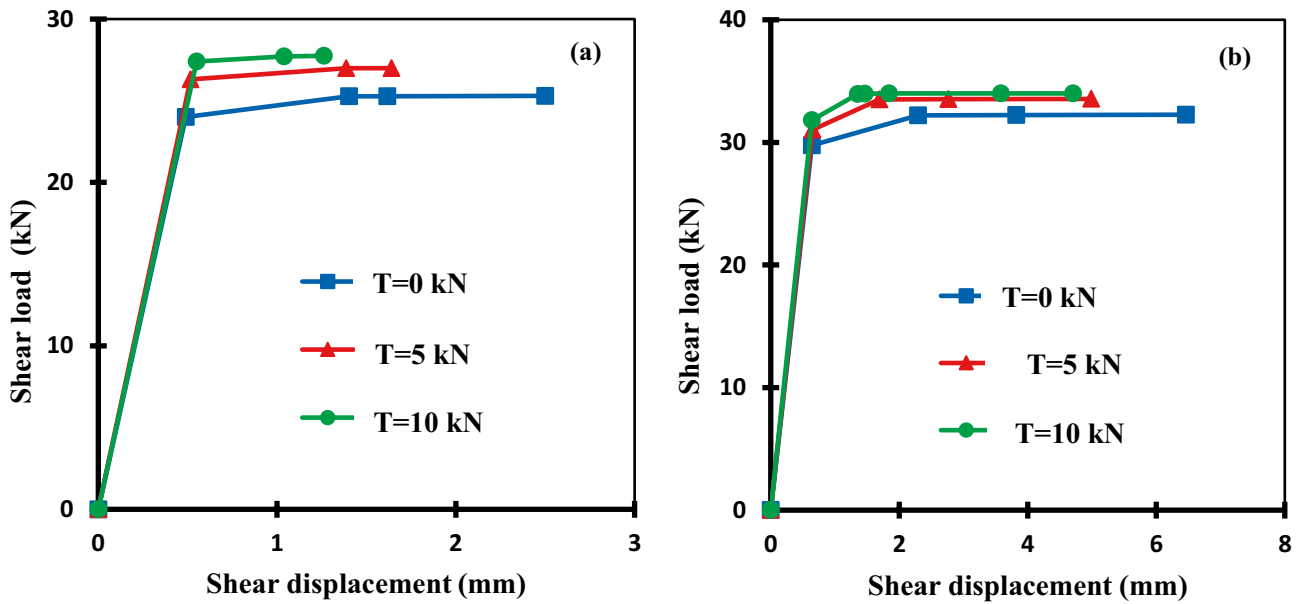 30
20
10
0
0
1
2
3
Shear load (kN)
Shear displacement (mm)
(a)
T=0 kN
T=5 kN
T=10 kN
40
30
20
10
0
0
2
4
6
8
Shear load (kN)
Shear displacement (mm)
(b)
T=0 kN
T=5 kN
T=10 kN